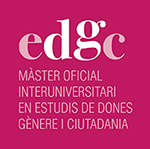 edgc
MÀSTER OFICIAL
INTERUNIVERSITARI
EN ESTUDIS DE DONES
GÈNERE I CIUTADANIA